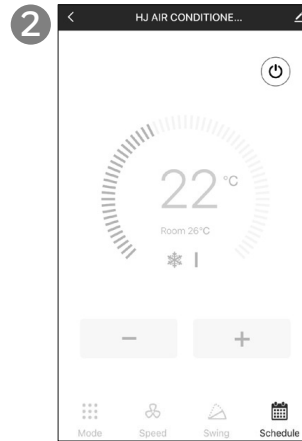 2
HJ AIR CONDITIONE...
22 °C
Room 26°C
Mode Speed Swing Schedule